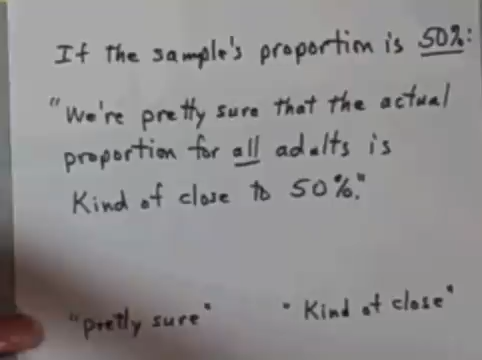 If the sample's proportion is 50%:
"We're pretty sure that the actual
proportion for all adults is
Kind of close to 50%."
"pretty sure" "Kind of close"